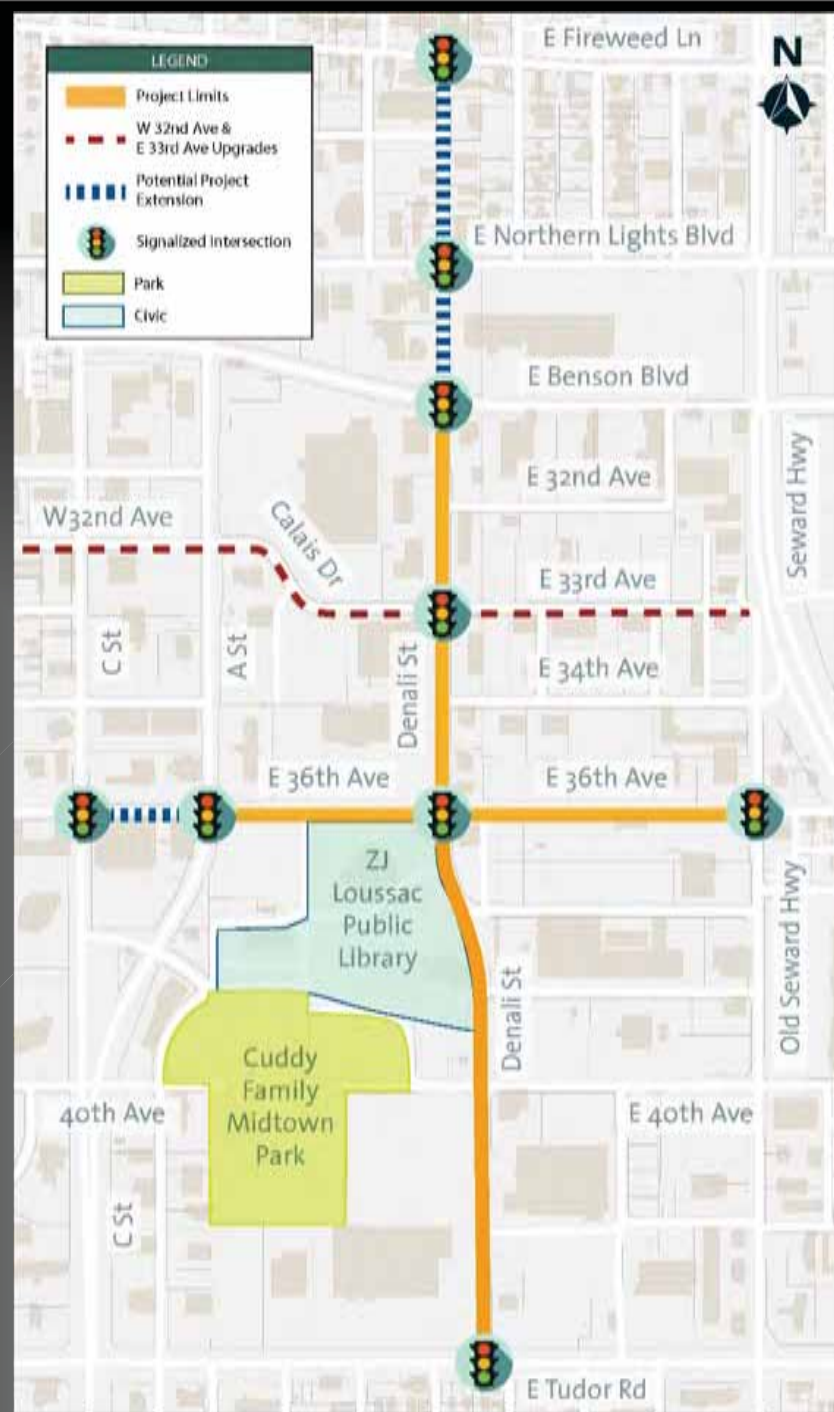 LEGEND
Project Limits
W 32nd Ave &
E 33rd Ave Upgrades
Potential Project
Extension
Signalized Intersection
Park
Civic
N
E Fireweed Ln
E Northern Lights Blvd
E Benson Blvd
E 32nd Ave
Seward Hwy
W32nd Ave
Calais Dr
E 33rd Ave
C St
A St
Denali St
E 34th Ave
E 36th Ave
E 36th Ave
ZJ
Loussac
Public
Library
Denali St
Old Seward Hwy
Cuddy
Family
Midtown
Park
40th Ave
E 40th Ave
C St
E Tudor Rd